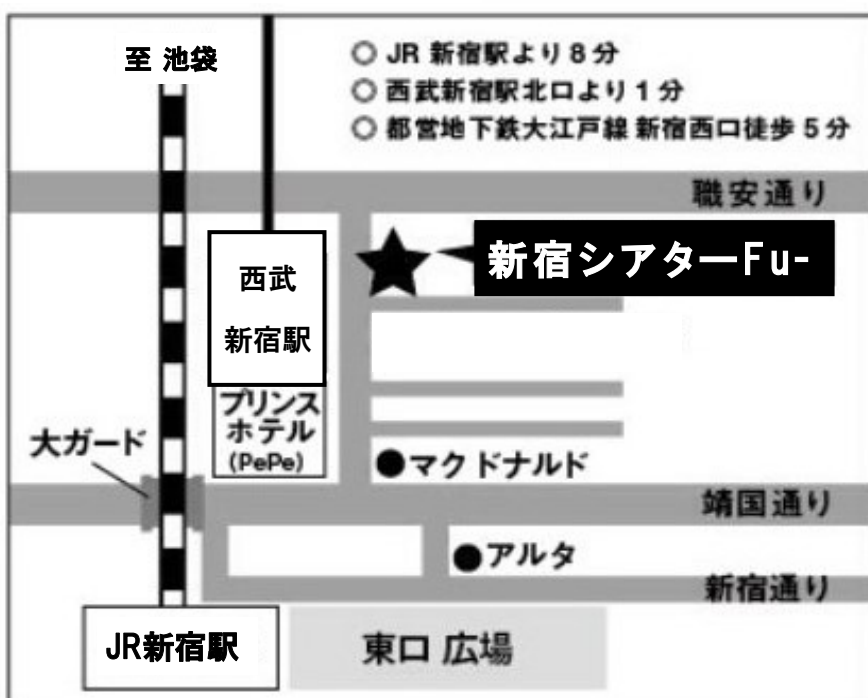 至 池袋
○ JR 新宿駅より8分
○ 西武新宿駅北口より1分
○ 都営地下鉄大江戸線 新宿西口徒歩5分
職安通り
新宿シアターFu-
西武
新宿駅
プリンス
ホテル
(PePe)
大ガード
●マクドナルド
靖国通り
●アルタ
新宿通り
JR新宿駅
東口 広場